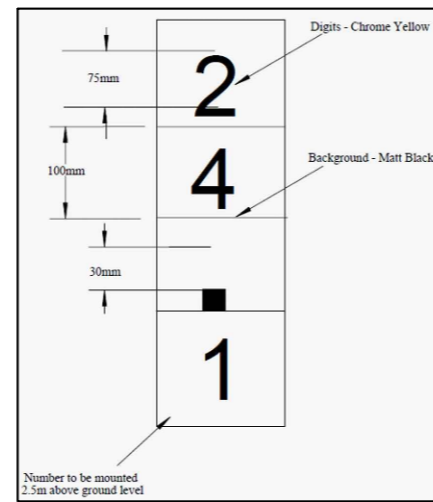 Digits - Chrome Yellow
2
75mm
100mm
4
Background - Matt Black
30mm
1
Number to be mounted
2.5m above ground level